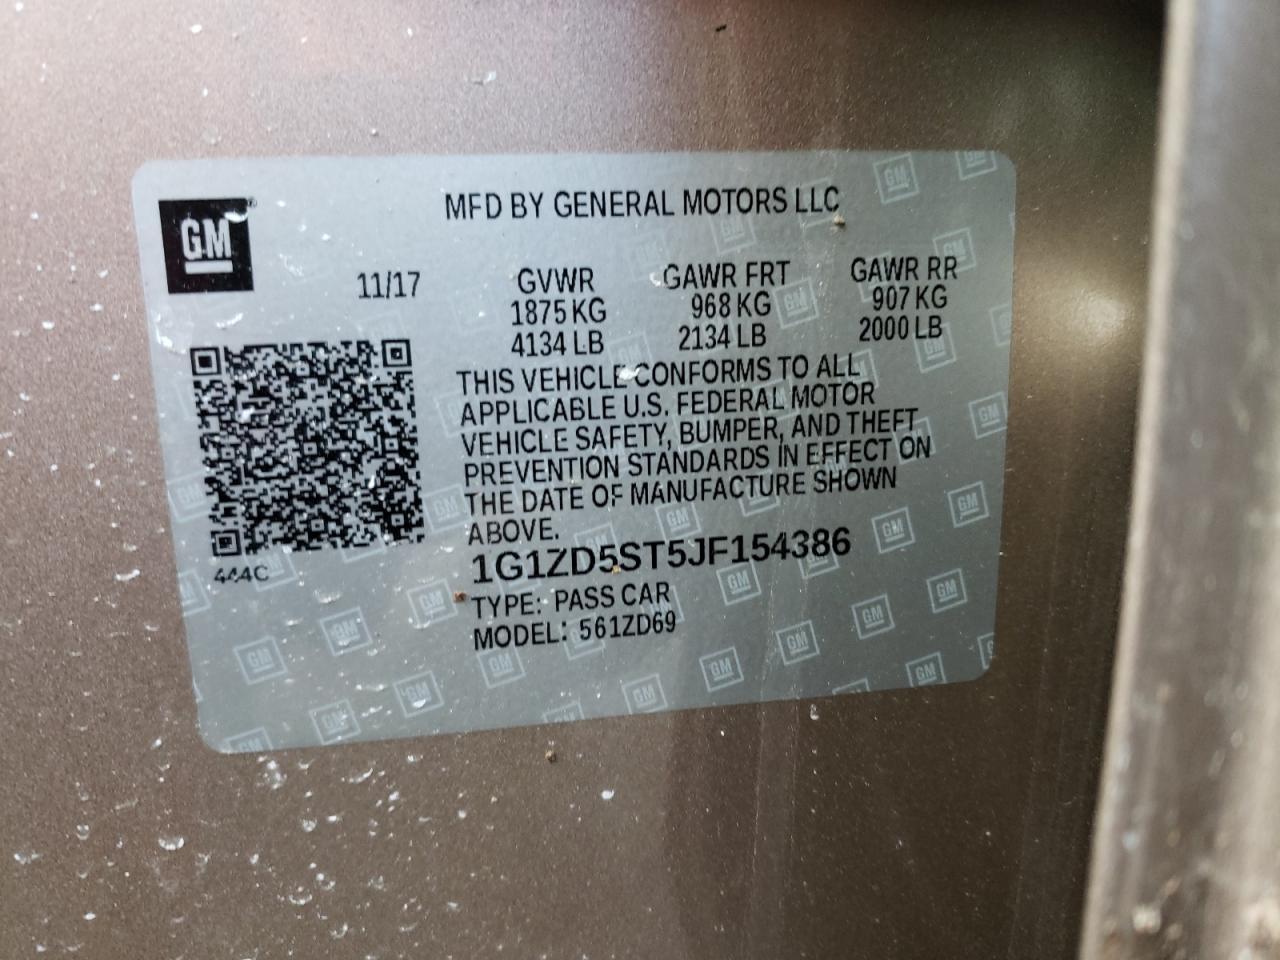 GM
MFD BY GENERAL MOTORS LLC
11/17 GVWR GAWR FRT GAWR RR
1875 KG 968 KG 907 KG
4134 LB 2134 LB 2000 LB
THIS VEHICLE CONFORMS TO ALL
APPLICABLE U.S. FEDERAL MOTOR
VEHICLE SAFETY, BUMPER, AND THEFT
PREVENTION STANDARDS IN EFFECT ON
THE DATE OF MANUFACTURE SHOWN
ABOVE.
444C
1G1ZD5ST5JF154386
TYPE: PASS CAR
MODEL: 561ZD69